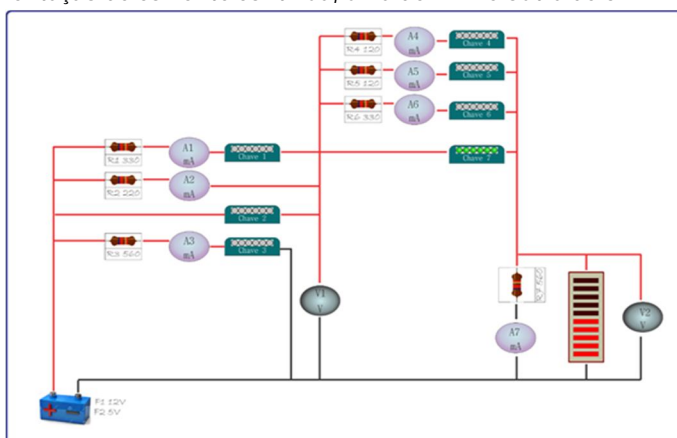 A4
mA
Chave 4
R4 120
A5
mA
Chave 5
R5 120
A6
mA
Chave 6
R6 330
A1
mA
Chave 1
R1 330
Chave 7
A2
mA
R2 220
Chave 2
A3
mA
Chave 3
R3 560
V1
V
R7 560
A7
mA
V2
V
F1 12V
F2 5V